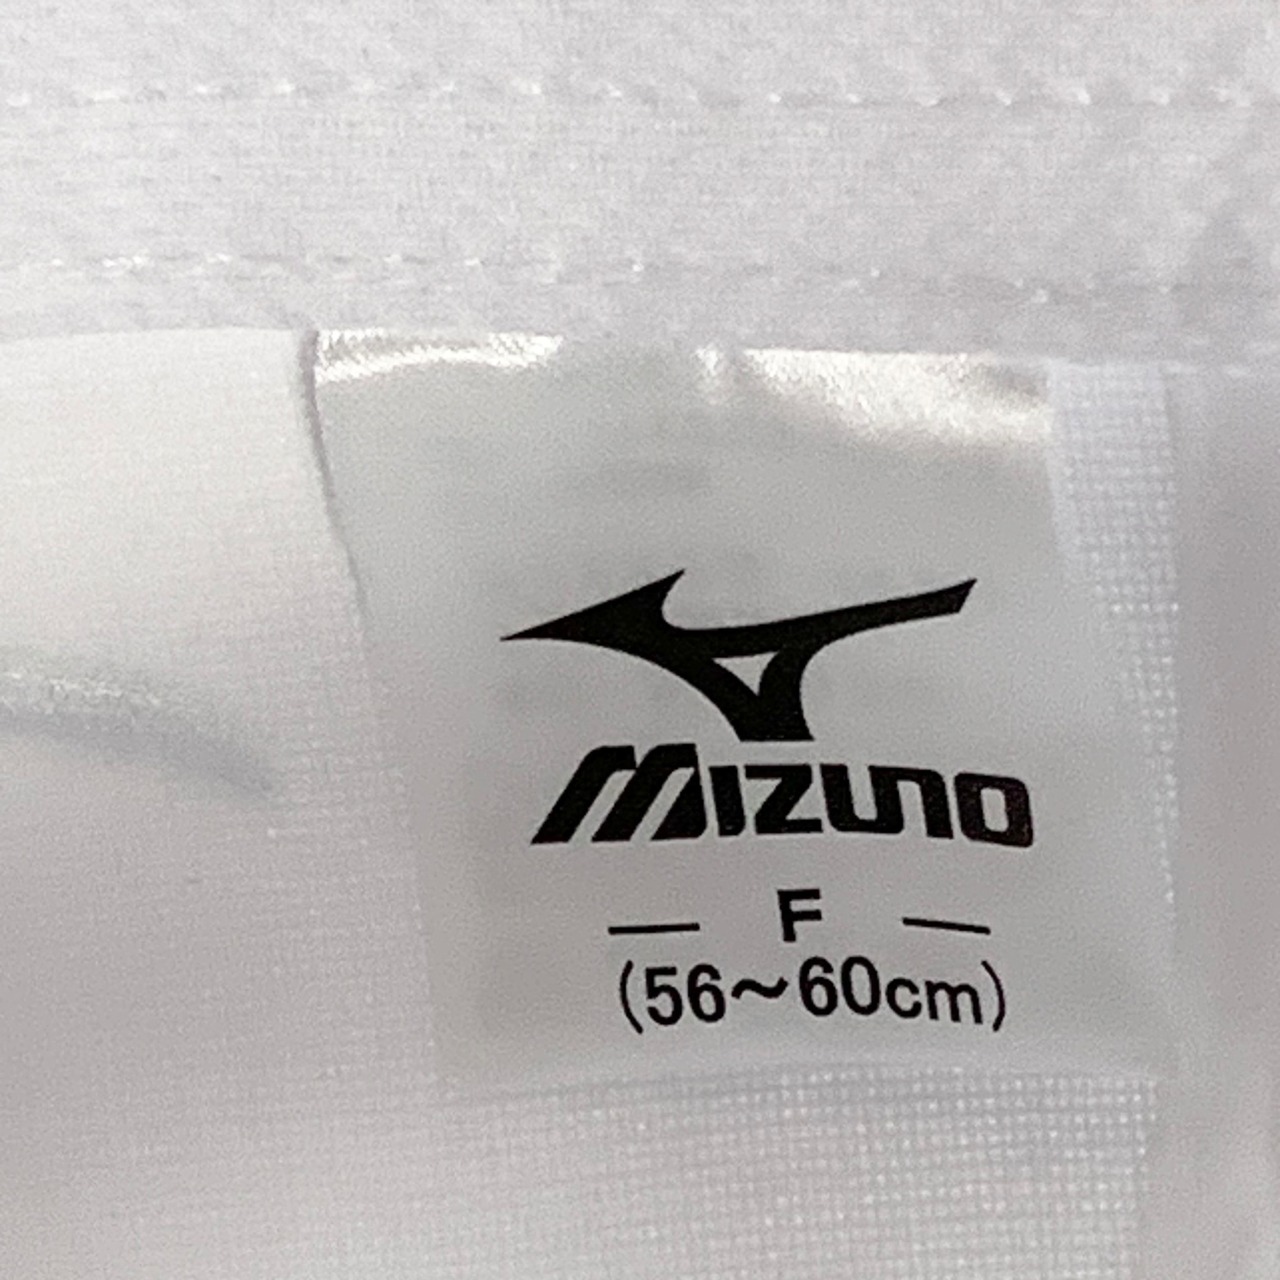 MIZUNO
— F —
(56～60cm)